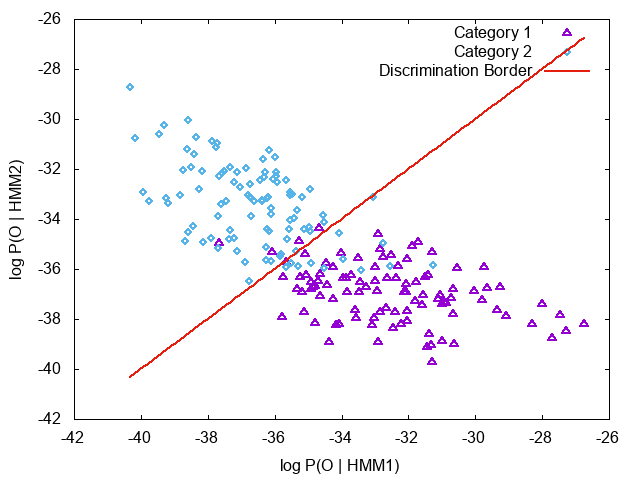 -26
Category 1
Category 2
-28
Discrimination Border
-30
-32
log P(O | HMM2)
-34
-36
-38
-40
-42
-42 -40 -38 -36 -34 -32 -30 -28 -26
log P(O | HMM1)